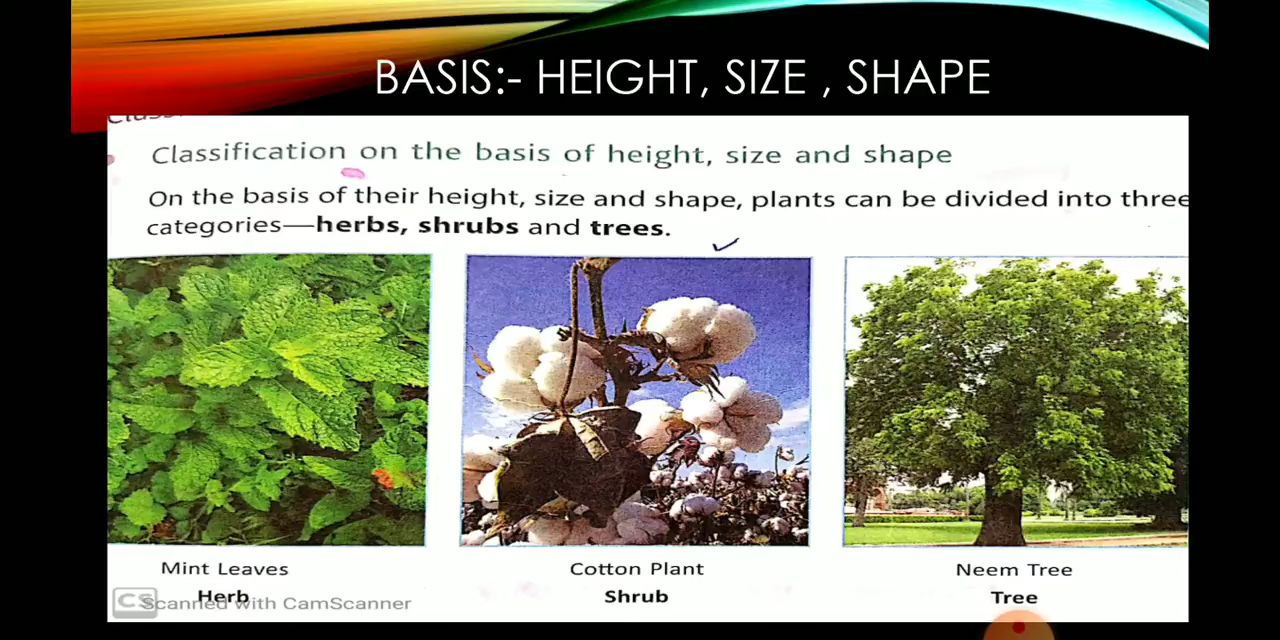 BASIS:- HEIGHT, SIZE , SHAPE
Classification on the basis of height, size and shape
On the basis of their height, size and shape, plants can be divided into three
categories—herbs, shrubs and trees.
Mint Leaves
Cotton Plant
Neem Tree
Herb
Shrub
Tree
CS
Scanned with CamScanner